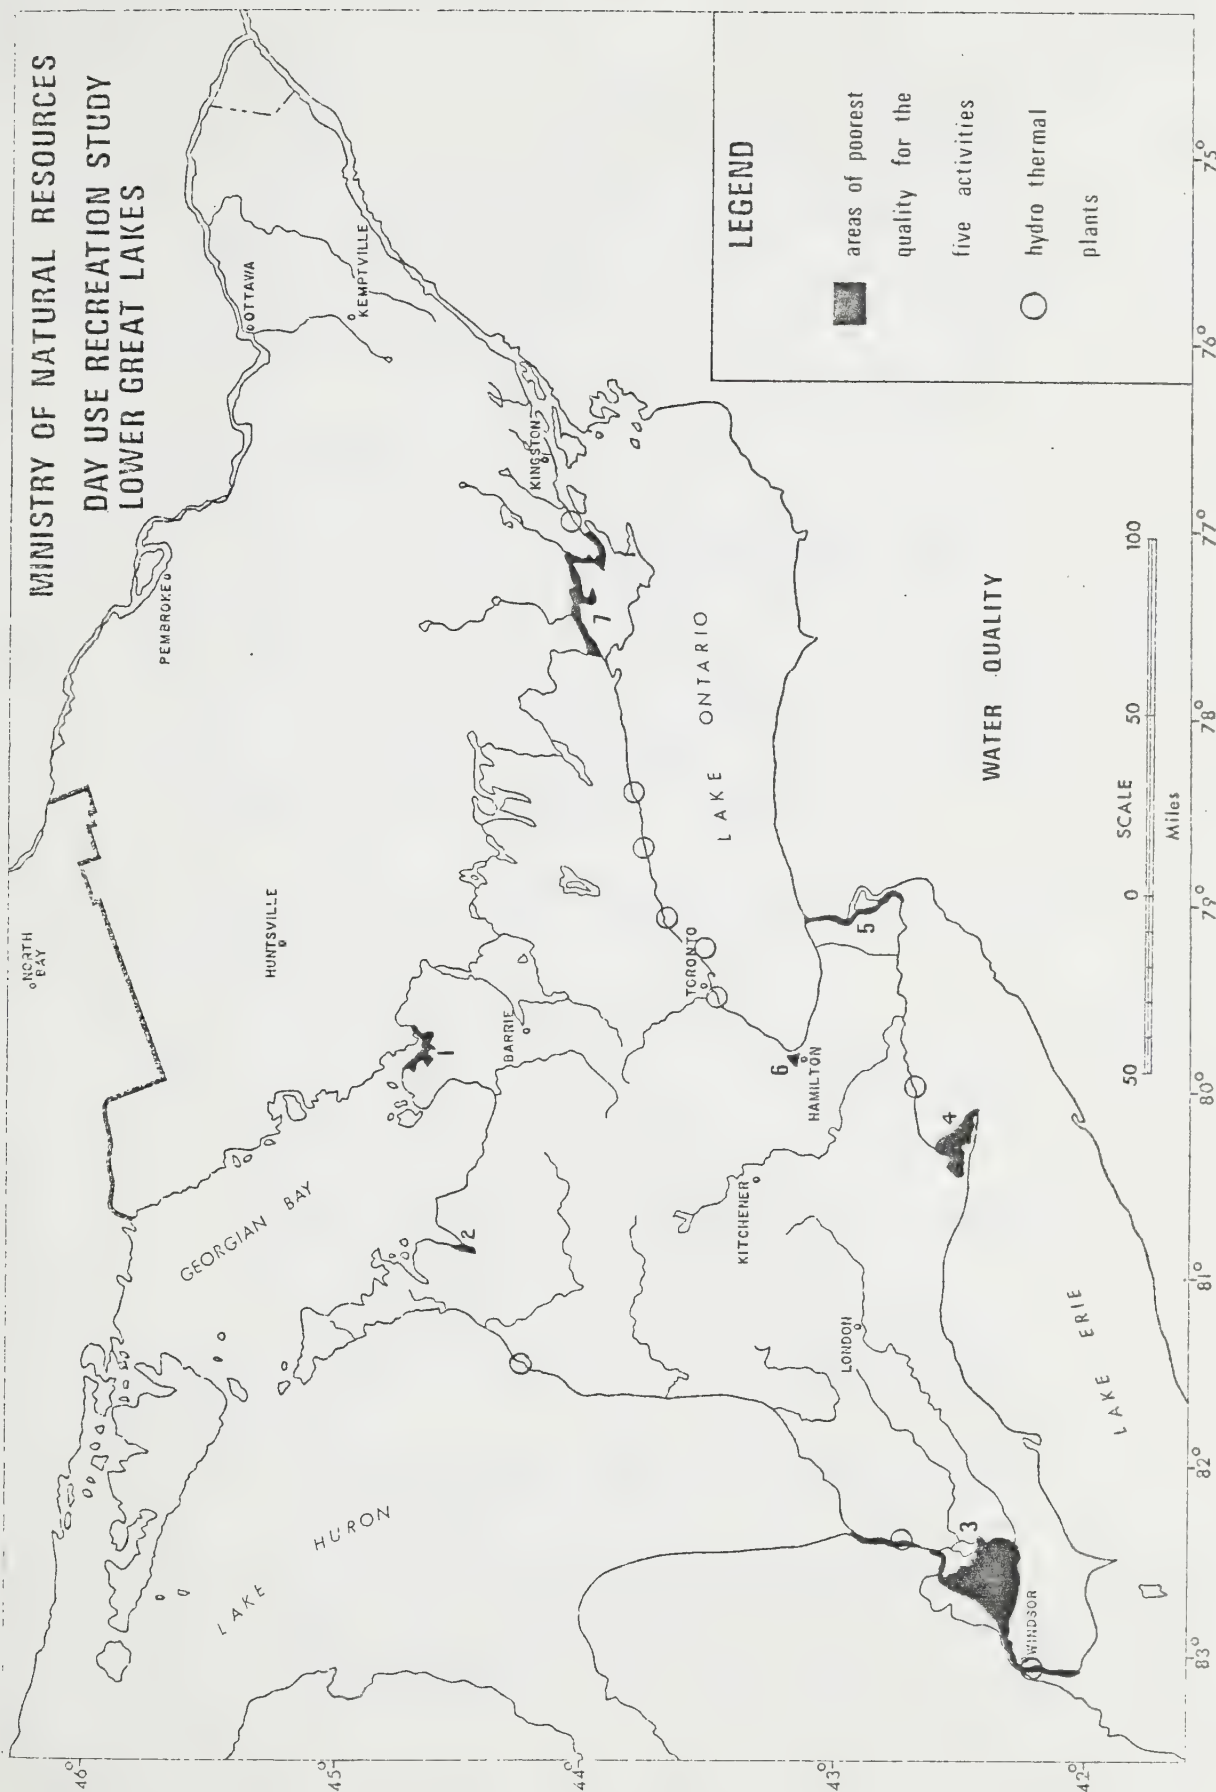 MINISTRY OF NATURAL RESOURCES
DAY USE RECREATION STUDY
LOWER GREAT LAKES
NORTH
BAY
PEMBROKE
HUNTSVILLE
OTTAWA
KEMPTVILLE
KINGSTON
GEORGIAN BAY
BARRIE
TORONTO
LAKE ONTARIO
LAKE HURON
KITCHENER
HAMILTON
LONDON
WINDSOR
LAKE ERIE
1
2
3
4
5
6
7
WATER QUALITY
SCALE
50 0 50 100
Miles
LEGEND
areas of poorest
quality for the
five activities
hydro thermal
plants
46°
45°
44°
43°
42°
83°
82°
81°
80°
79°
78°
77°
76°
75°